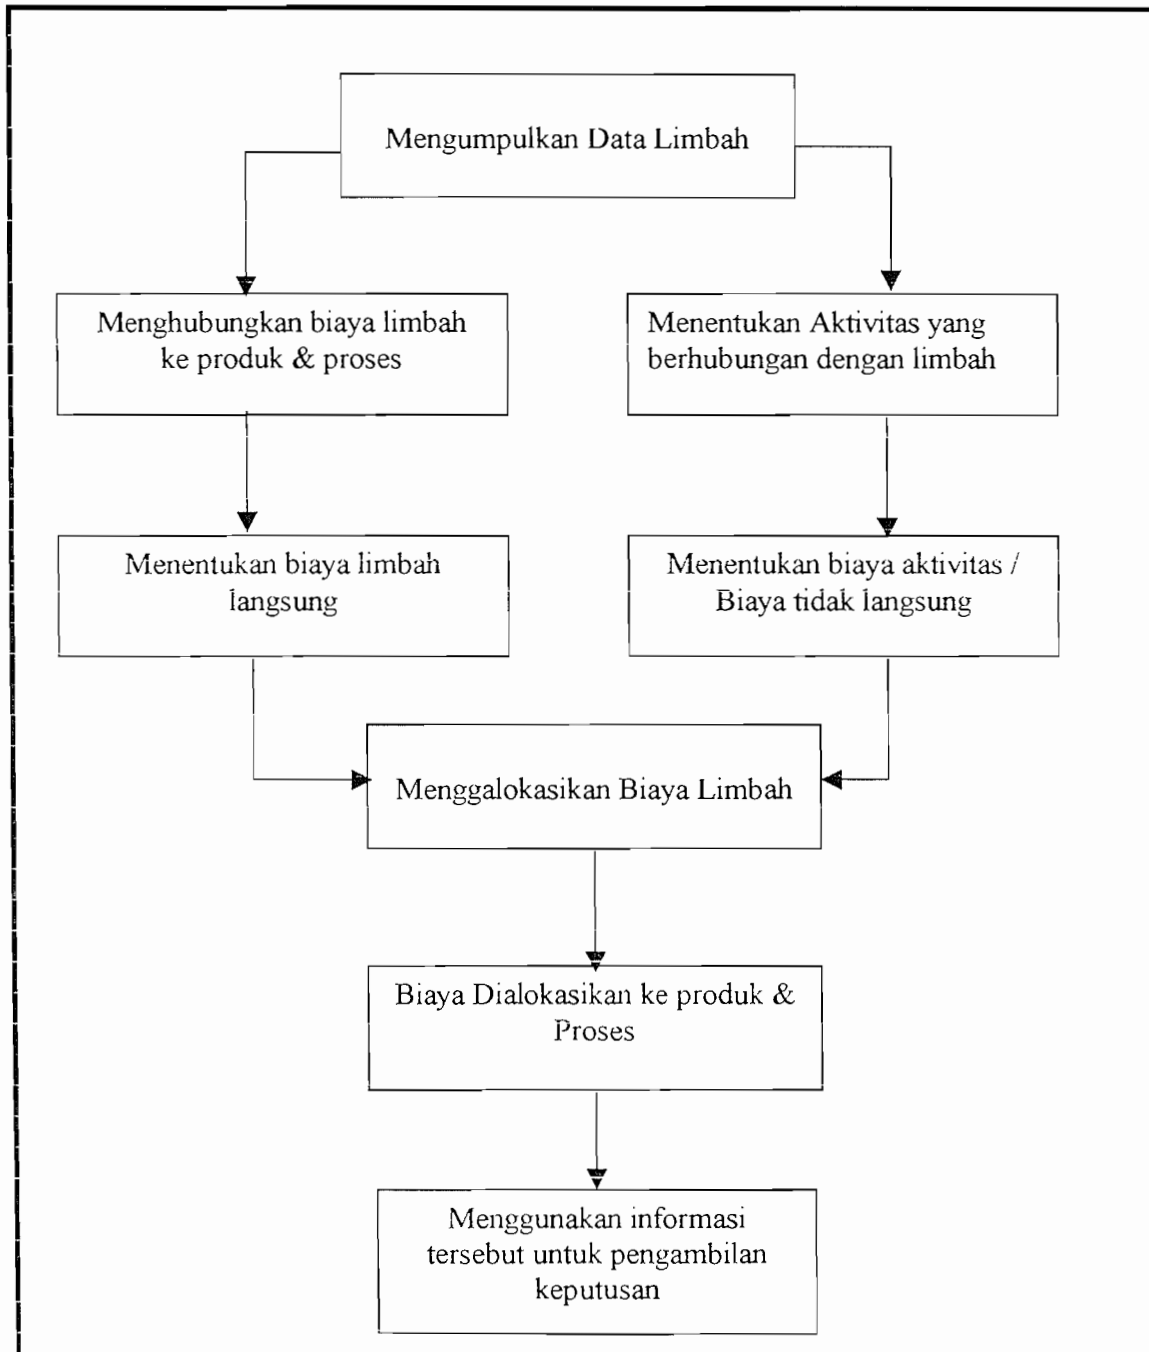 Mengumpulkan Data Limbah
Menghubungkan biaya limbah
ke produk & proses
Menentukan Aktivitas yang
berhubungan dengan limbah
Menentukan biaya limbah
langsung
Menentukan biaya aktivitas /
Biaya tidak langsung
Menggalokasikan Biaya Limbah
Biaya Dialokasikan ke produk &
Proses
Menggunakan informasi
tersebut untuk pengambilan
keputusan